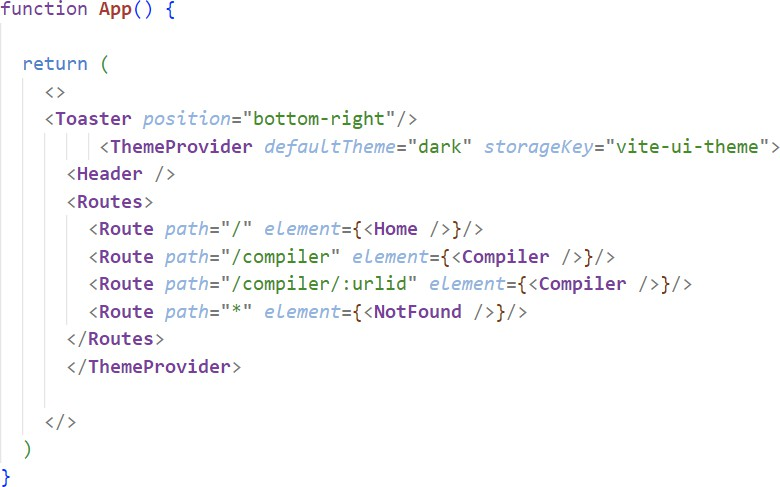 function App() {
return (
<>
<Toaster position="bottom-right"/>
<ThemeProvider defaultTheme="dark" storageKey="vite-ui-theme">
<Header />
<Routes>
<Route path="/" element={<Home />}/>
<Route path="/compiler" element={<Compiler />}/>
<Route path="/compiler/:urlid" element={<Compiler />}/>
<Route path="*" element={<NotFound />}/>
</Routes>
</ThemeProvider>
</>
)
}